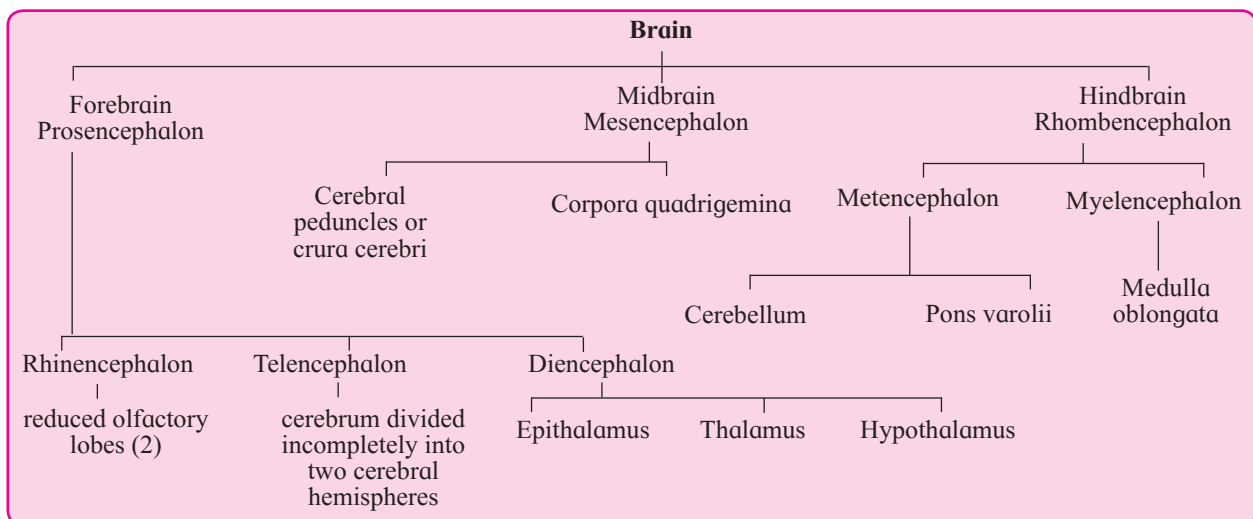 Brain
Forebrain
Prosencephalon
Midbrain
Mesencephalon
Hindbrain
Rhombencephalon
Cerebral
peduncles or
crura cerebri
Corpora quadrigemina
Metencephalon
Myelencephalon
Cerebellum
Pons varolii
Medulla
oblongata
Rhinencephalon
Telencephalon
Diencephalon
reduced olfactory
lobes (2)
cerebrum divided
incompletely into
two cerebral
hemispheres
Epithalamus
Thalamus
Hypothalamus